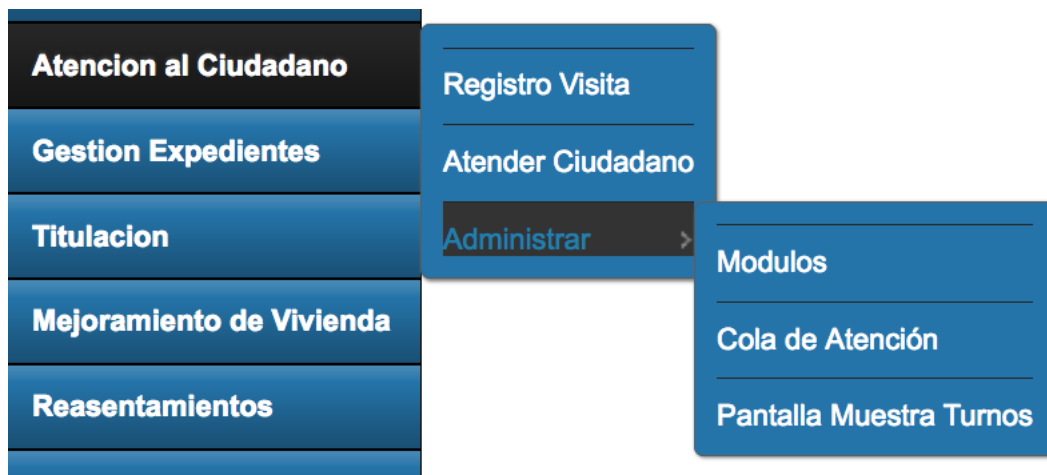 Atencion al Ciudadano
Gestion Expedientes
Titulacion
Mejoramiento de Vivienda
Reasentamientos
Registro Visita
Atender Ciudadano
Administrar >
Modulos
Cola de Atención
Pantalla Muestra Turnos